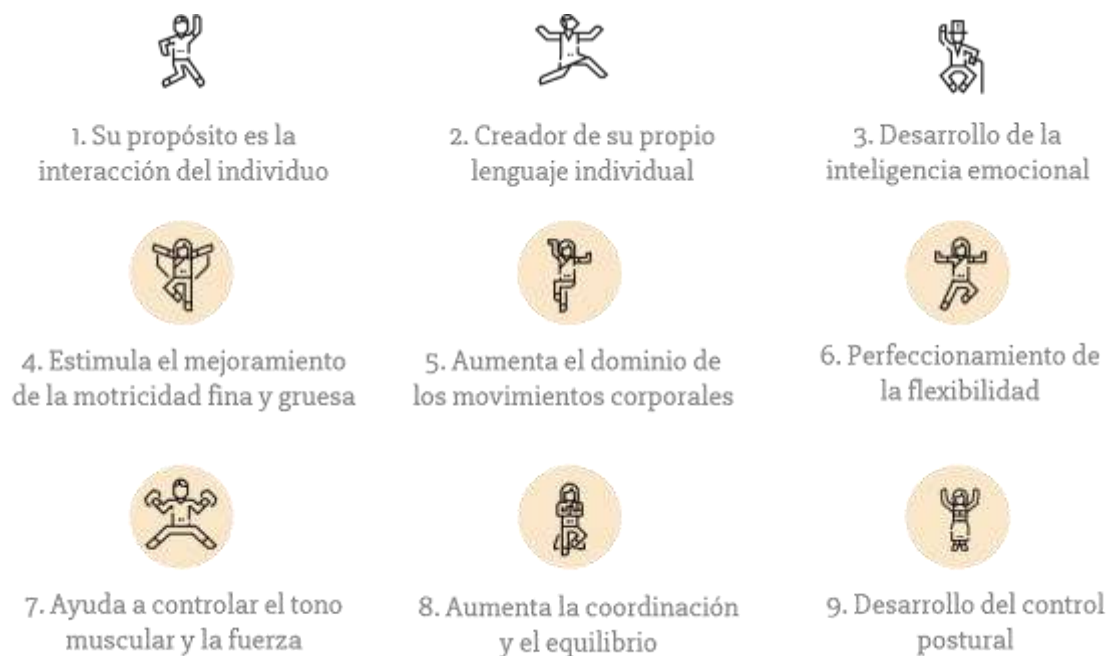 1. Su propósito es la
interacción del individuo
2. Creador de su propio
lenguaje individual
3. Desarrollo de la
inteligencia emocional
4. Estimula el mejoramiento
de la motricidad fina y gruesa
5. Aumenta el dominio de
los movimientos corporales
6. Perfeccionamiento de
la flexibilidad
7. Ayuda a controlar el tono
muscular y la fuerza
8. Aumenta la coordinación
y el equilibrio
9. Desarrollo del control
postural